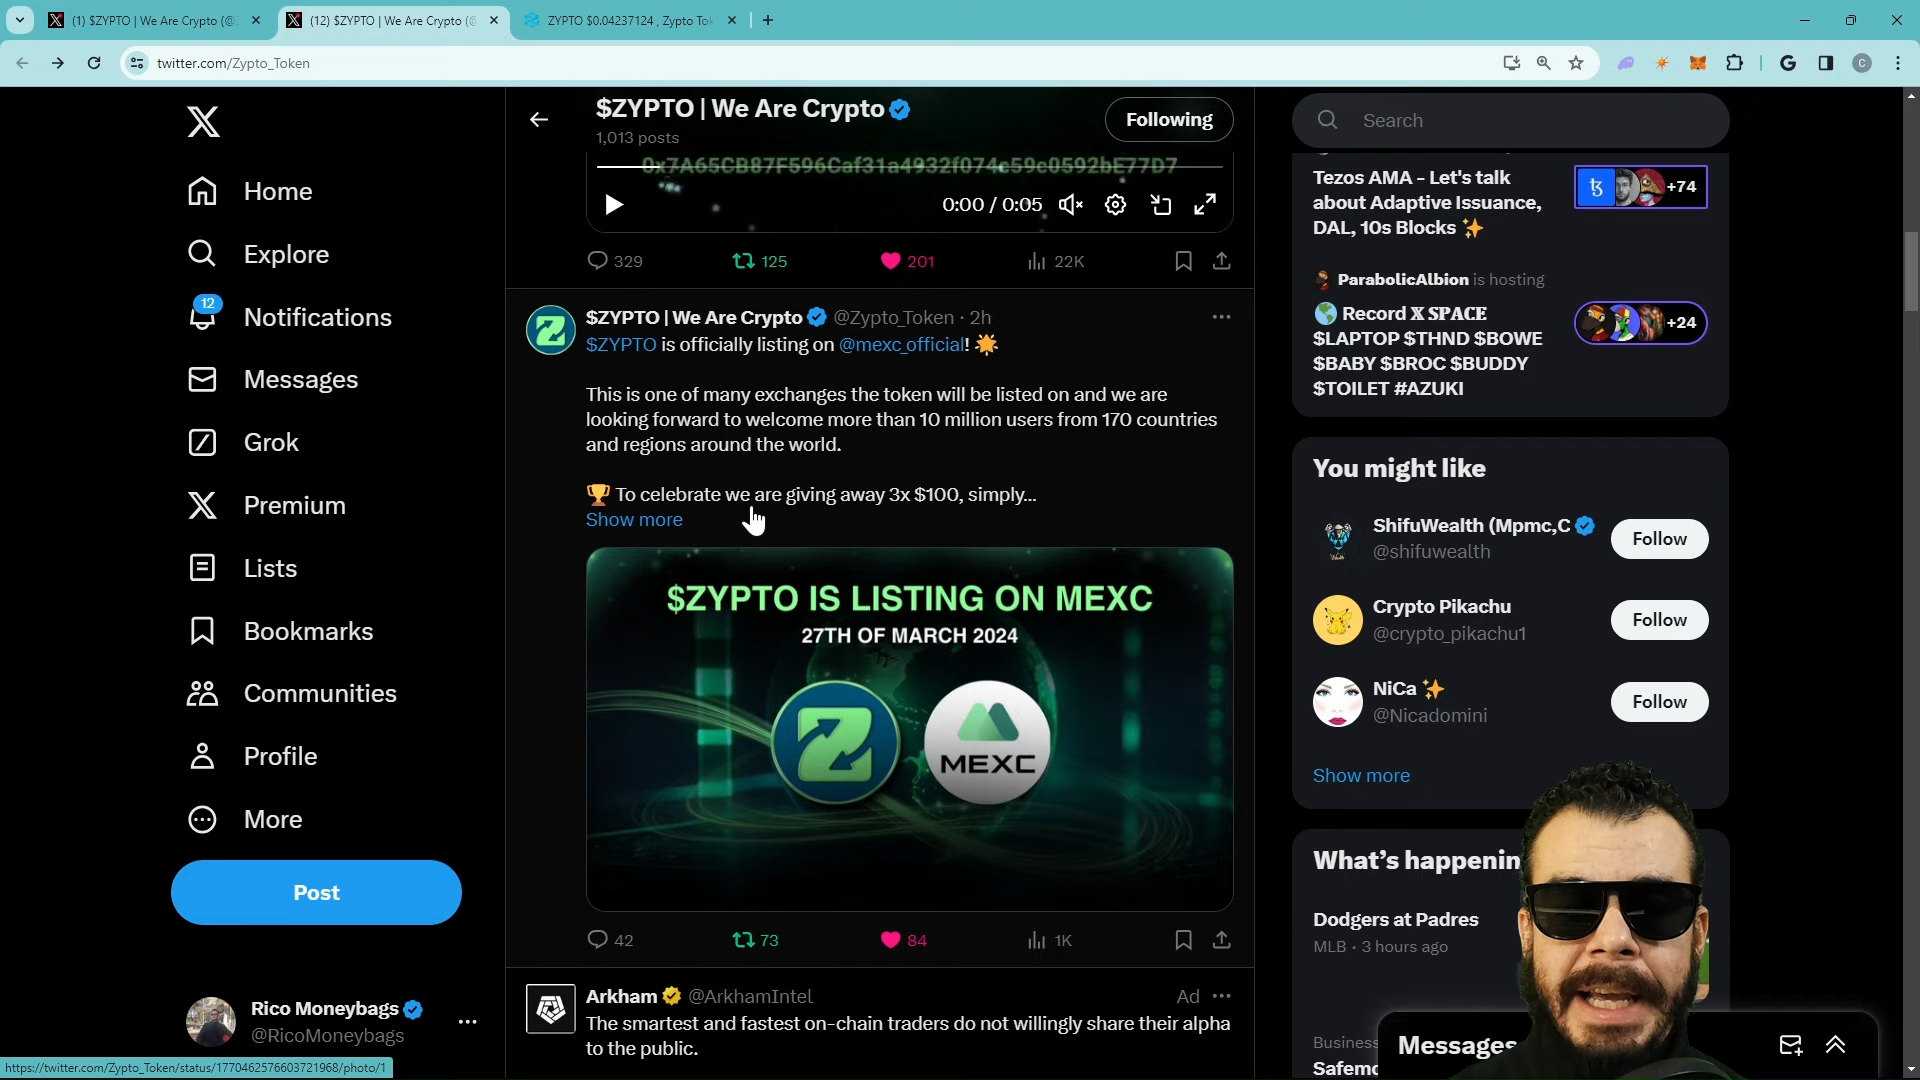 (1) $ZYPTO | We Are Crypto (@
(12) $ZYPTO | We Are Crypto (@
ZYPTO $0.04237124 , Zypto Tok
twitter.com/Zypto_Token
C
Home
Explore
12
Notifications
Messages
Grok
Premium
Lists
Bookmarks
Communities
Profile
More
Post
Rico Moneybags
@RicoMoneybags
https://twitter.com/Zypto_Token/status/1770462576603721968/photo/1
$ZYPTO | We Are Crypto
1,013 posts
Following
0x7A65CB87F596Caf31a4932f074c59c0592bE77D7
0:00 / 0:05
329
125
201
22K
$ZYPTO | We Are Crypto @Zypto_Token · 2h
$ZYPTO is officially listing on @mexc_official! 🌟
This is one of many exchanges the token will be listed on and we are
looking forward to welcome more than 10 million users from 170 countries
and regions around the world.
🏆 To celebrate we are giving away 3x $100, simply...
Show more
$ZYPTO IS LISTING ON MEXC
27TH OF MARCH 2024
MEXC
42
73
84
1K
Arkham @ArkhamIntel
Ad
The smartest and fastest on-chain traders do not willingly share their alpha
to the public.
Search
Tezos AMA - Let's talk
about Adaptive Issuance,
DAL, 10s Blocks ✨
+74
ParabolicAlbion is hosting
🌍 Record X SPACE
$LAPTOP $THND $BOWE
$BABY $BROC $BUDDY
$TOILET #AZUKI
+24
You might like
ShifuWealth (Mpmc,C
@shifuwealth
Follow
Crypto Pikachu
@crypto_pikachu1
Follow
NiCa ✨
@Nicadomini
Follow
Show more
What's happenin
Dodgers at Padres
MLB · 3 hours ago
Business
Safemo
Messages